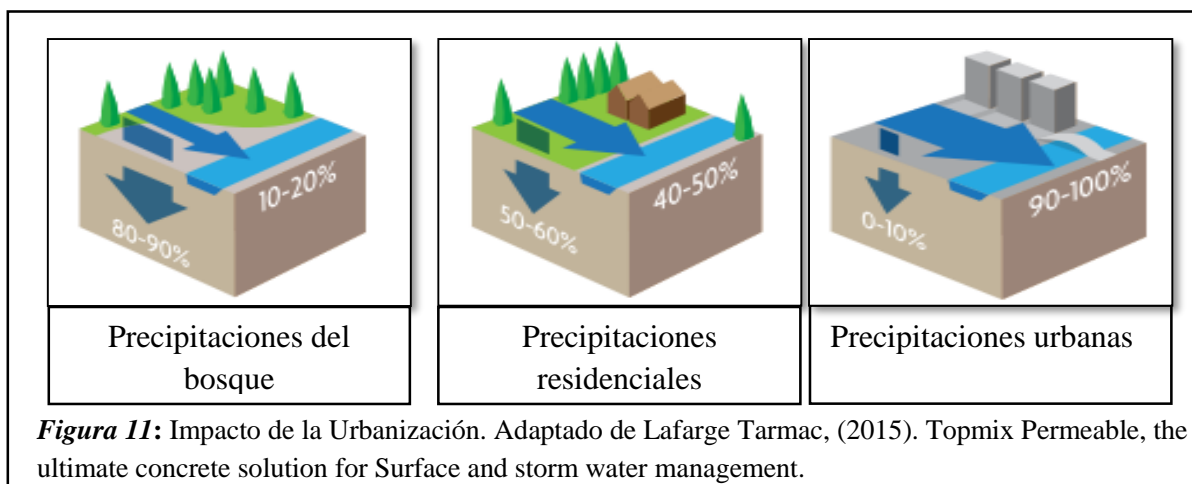 10-20%
80-90%
40-50%
50-60%
90-100%
0-10%
Precipitaciones del
bosque
Precipitaciones
residenciales
Precipitaciones urbanas
Figura 11: Impacto de la Urbanización. Adaptado de Lafarge Tarmac, (2015). Topmix Permeable, the
ultimate concrete solution for Surface and storm water management.